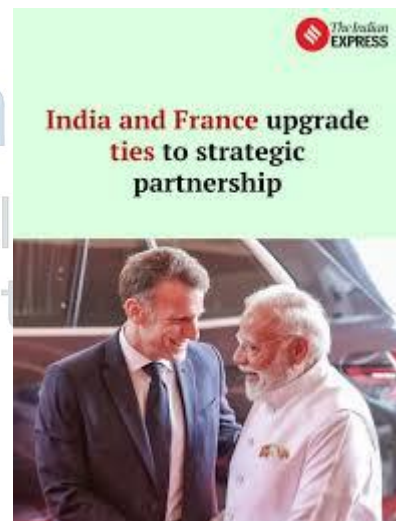 The Indian
EXPRESS
India and France upgrade
ties to strategic
partnership